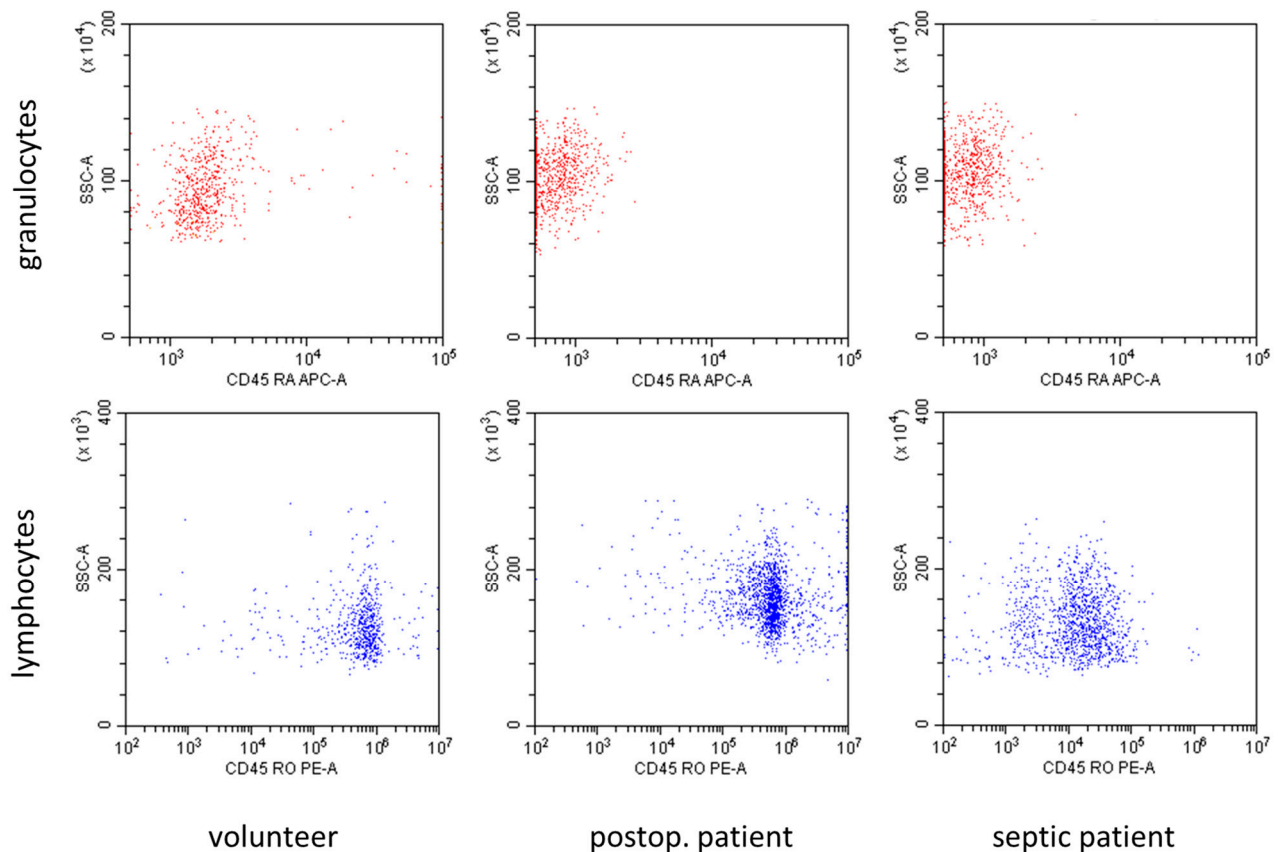 granulocytes
200
(x10⁴)
SSC-A
100
0
10³
10⁴
10⁵
CD45 RA APC-A
200
(x10⁴)
SSC-A
100
0
10³
10⁴
10⁵
CD45 RA APC-A
200
(x10⁴)
SSC-A
100
0
10³
10⁴
10⁵
CD45 RA APC-A
lymphocytes
400
(x10³)
SSC-A
200
0
10²
10³
10⁴
10⁵
10⁶
10⁷
CD45 RO PE-A
400
(x10³)
SSC-A
200
0
10²
10³
10⁴
10⁵
10⁶
10⁷
CD45 RO PE-A
400
(x10⁴)
SSC-A
200
0
10²
10³
10⁴
10⁵
10⁶
10⁷
CD45 RO PE-A
volunteer
postop. patient
septic patient